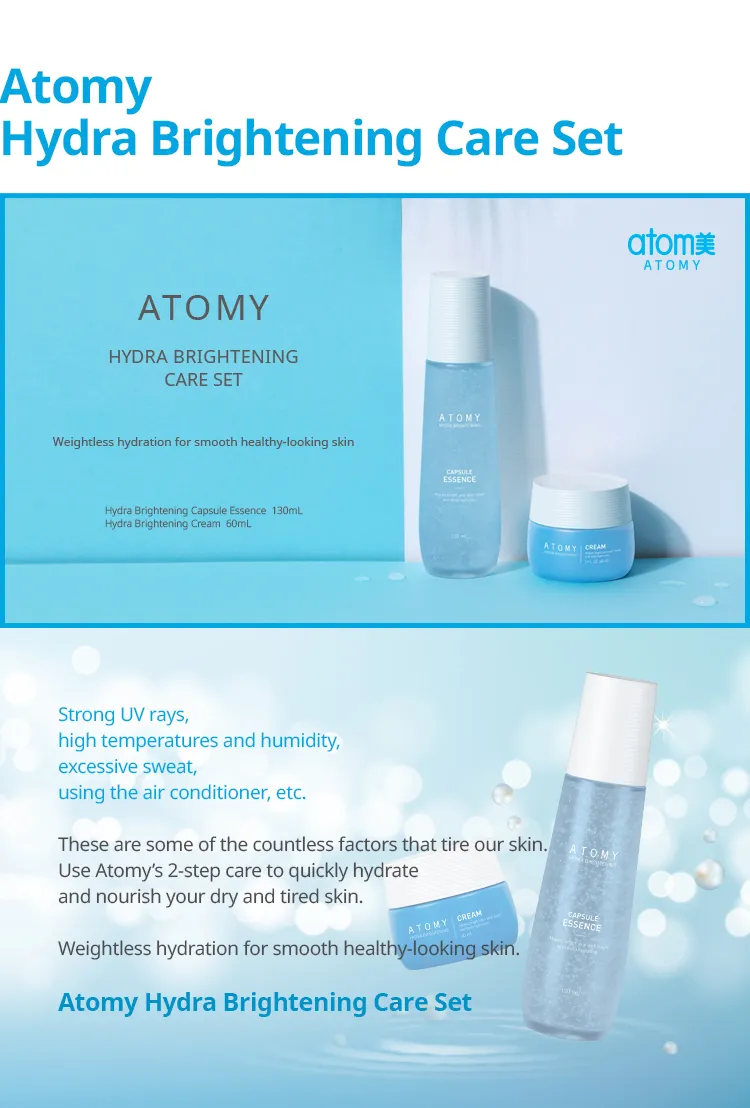 Atomy
Hydra Brightening Care Set
atom美
ATOMY
ATOMY
HYDRA BRIGHTENING
CARE SET
Weightless hydration for smooth healthy-looking skin
Hydra Brightening Capsule Essence 130mL
Hydra Brightening Cream 60mL
ATOMY
HYDRA BRIGHTENING
CAPSULE
ESSENCE
ATOMY
CREAM
Strong UV rays,
high temperatures and humidity,
excessive sweat,
using the air conditioner, etc.
These are some of the countless factors that tire our skin.
Use Atomy’s 2-step care to quickly hydrate
and nourish your dry and tired skin.
Weightless hydration for smooth healthy-looking skin.
Atomy Hydra Brightening Care Set
ATOMY
CREAM
ATOMY
HYDRA BRIGHTENING
CAPSULE
ESSENCE